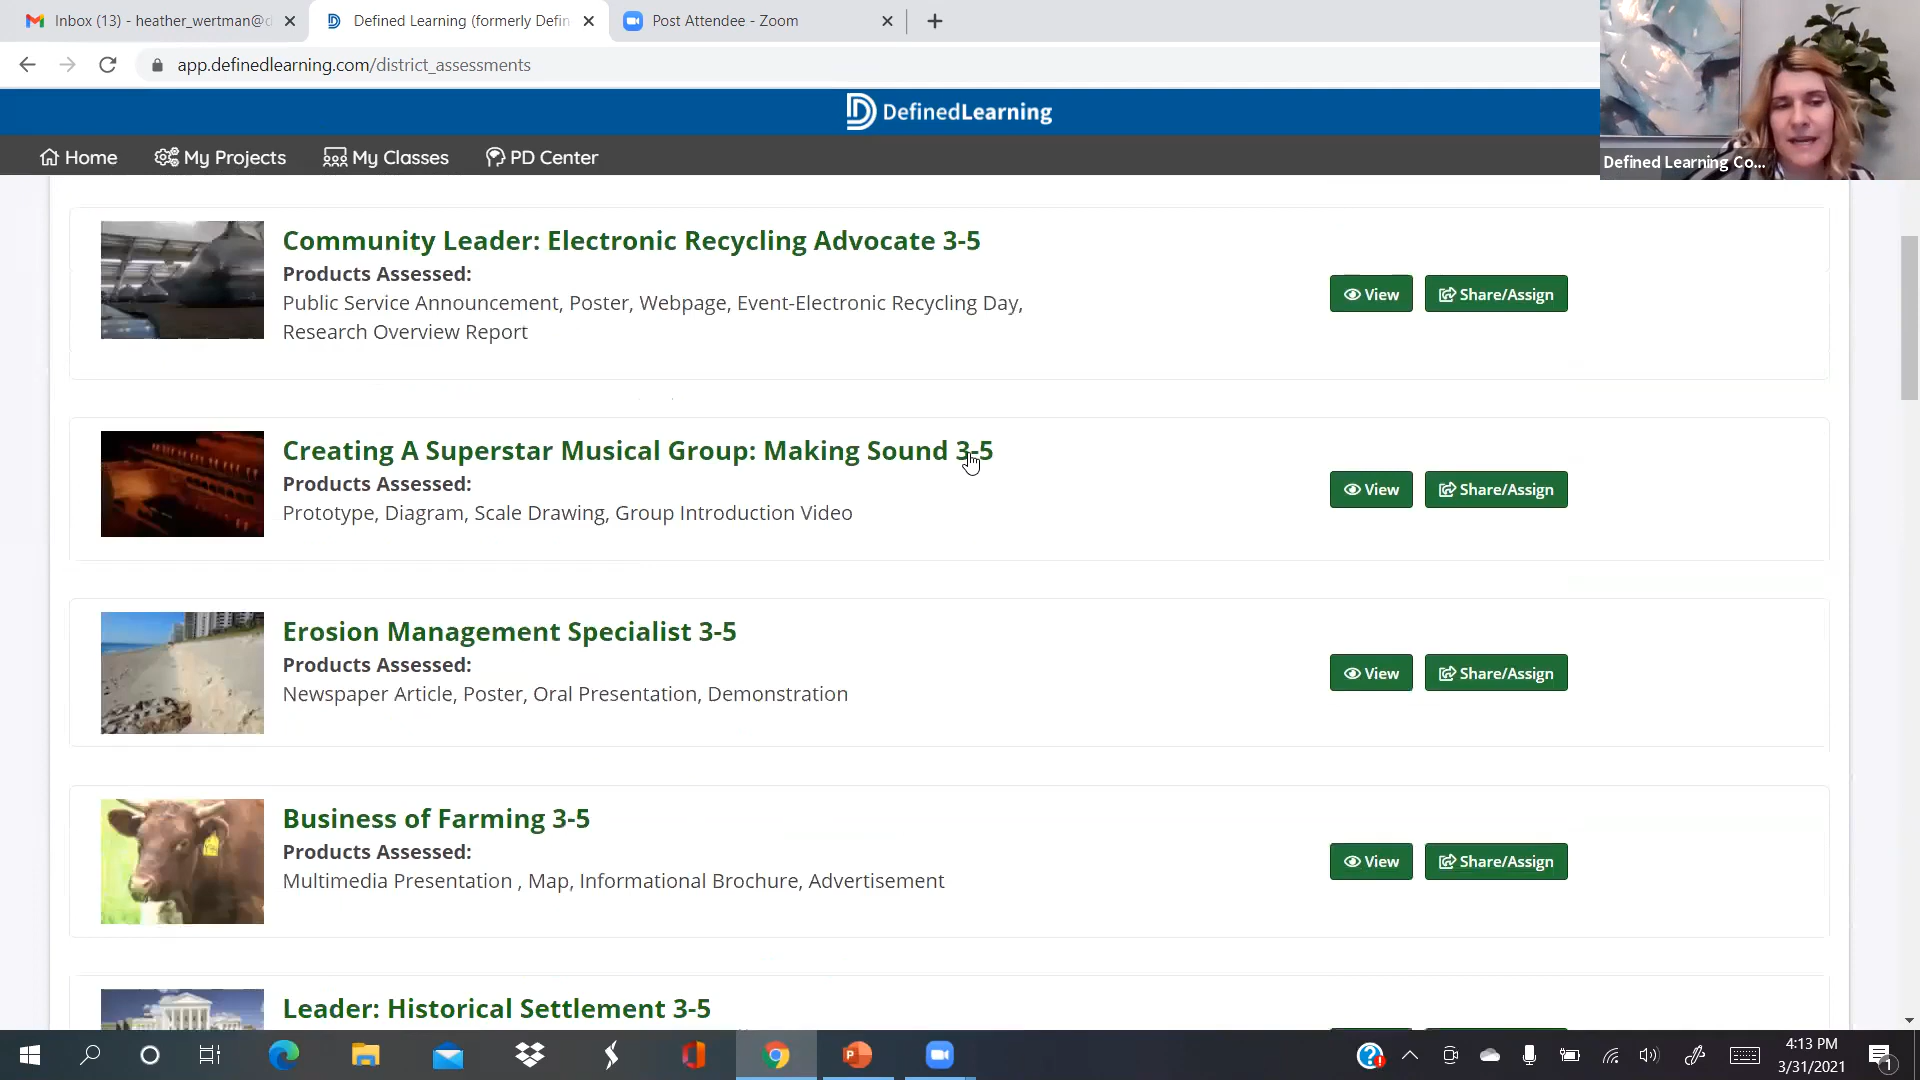 Inbox (13) - heather_wertman@d
Defined Learning (formerly Defin
Post Attendee - Zoom
app.definedlearning.com/district_assessments
DefinedLearning
Home My Projects My Classes PD Center
Defined Learning Co...
Community Leader: Electronic Recycling Advocate 3-5
Products Assessed:
Public Service Announcement, Poster, Webpage, Event-Electronic Recycling Day,
Research Overview Report
View Share/Assign
Creating A Superstar Musical Group: Making Sound 3-5
Products Assessed:
Prototype, Diagram, Scale Drawing, Group Introduction Video
View Share/Assign
Erosion Management Specialist 3-5
Products Assessed:
Newspaper Article, Poster, Oral Presentation, Demonstration
View Share/Assign
Business of Farming 3-5
Products Assessed:
Multimedia Presentation , Map, Informational Brochure, Advertisement
View Share/Assign
Leader: Historical Settlement 3-5
4:13 PM
3/31/2021
1